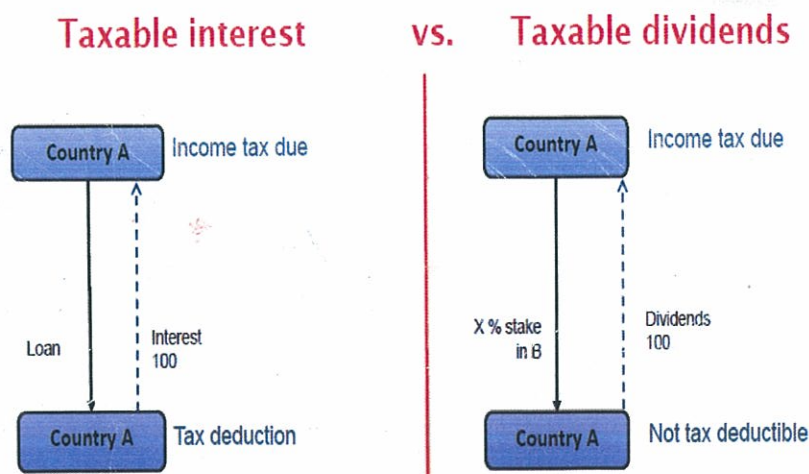 Taxable interest vs. Taxable dividends
Country A Income tax due
Loan
Interest
100
Country A Tax deduction
Country A Income tax due
X % stake
in B
Dividends
100
Country A Not tax deductible